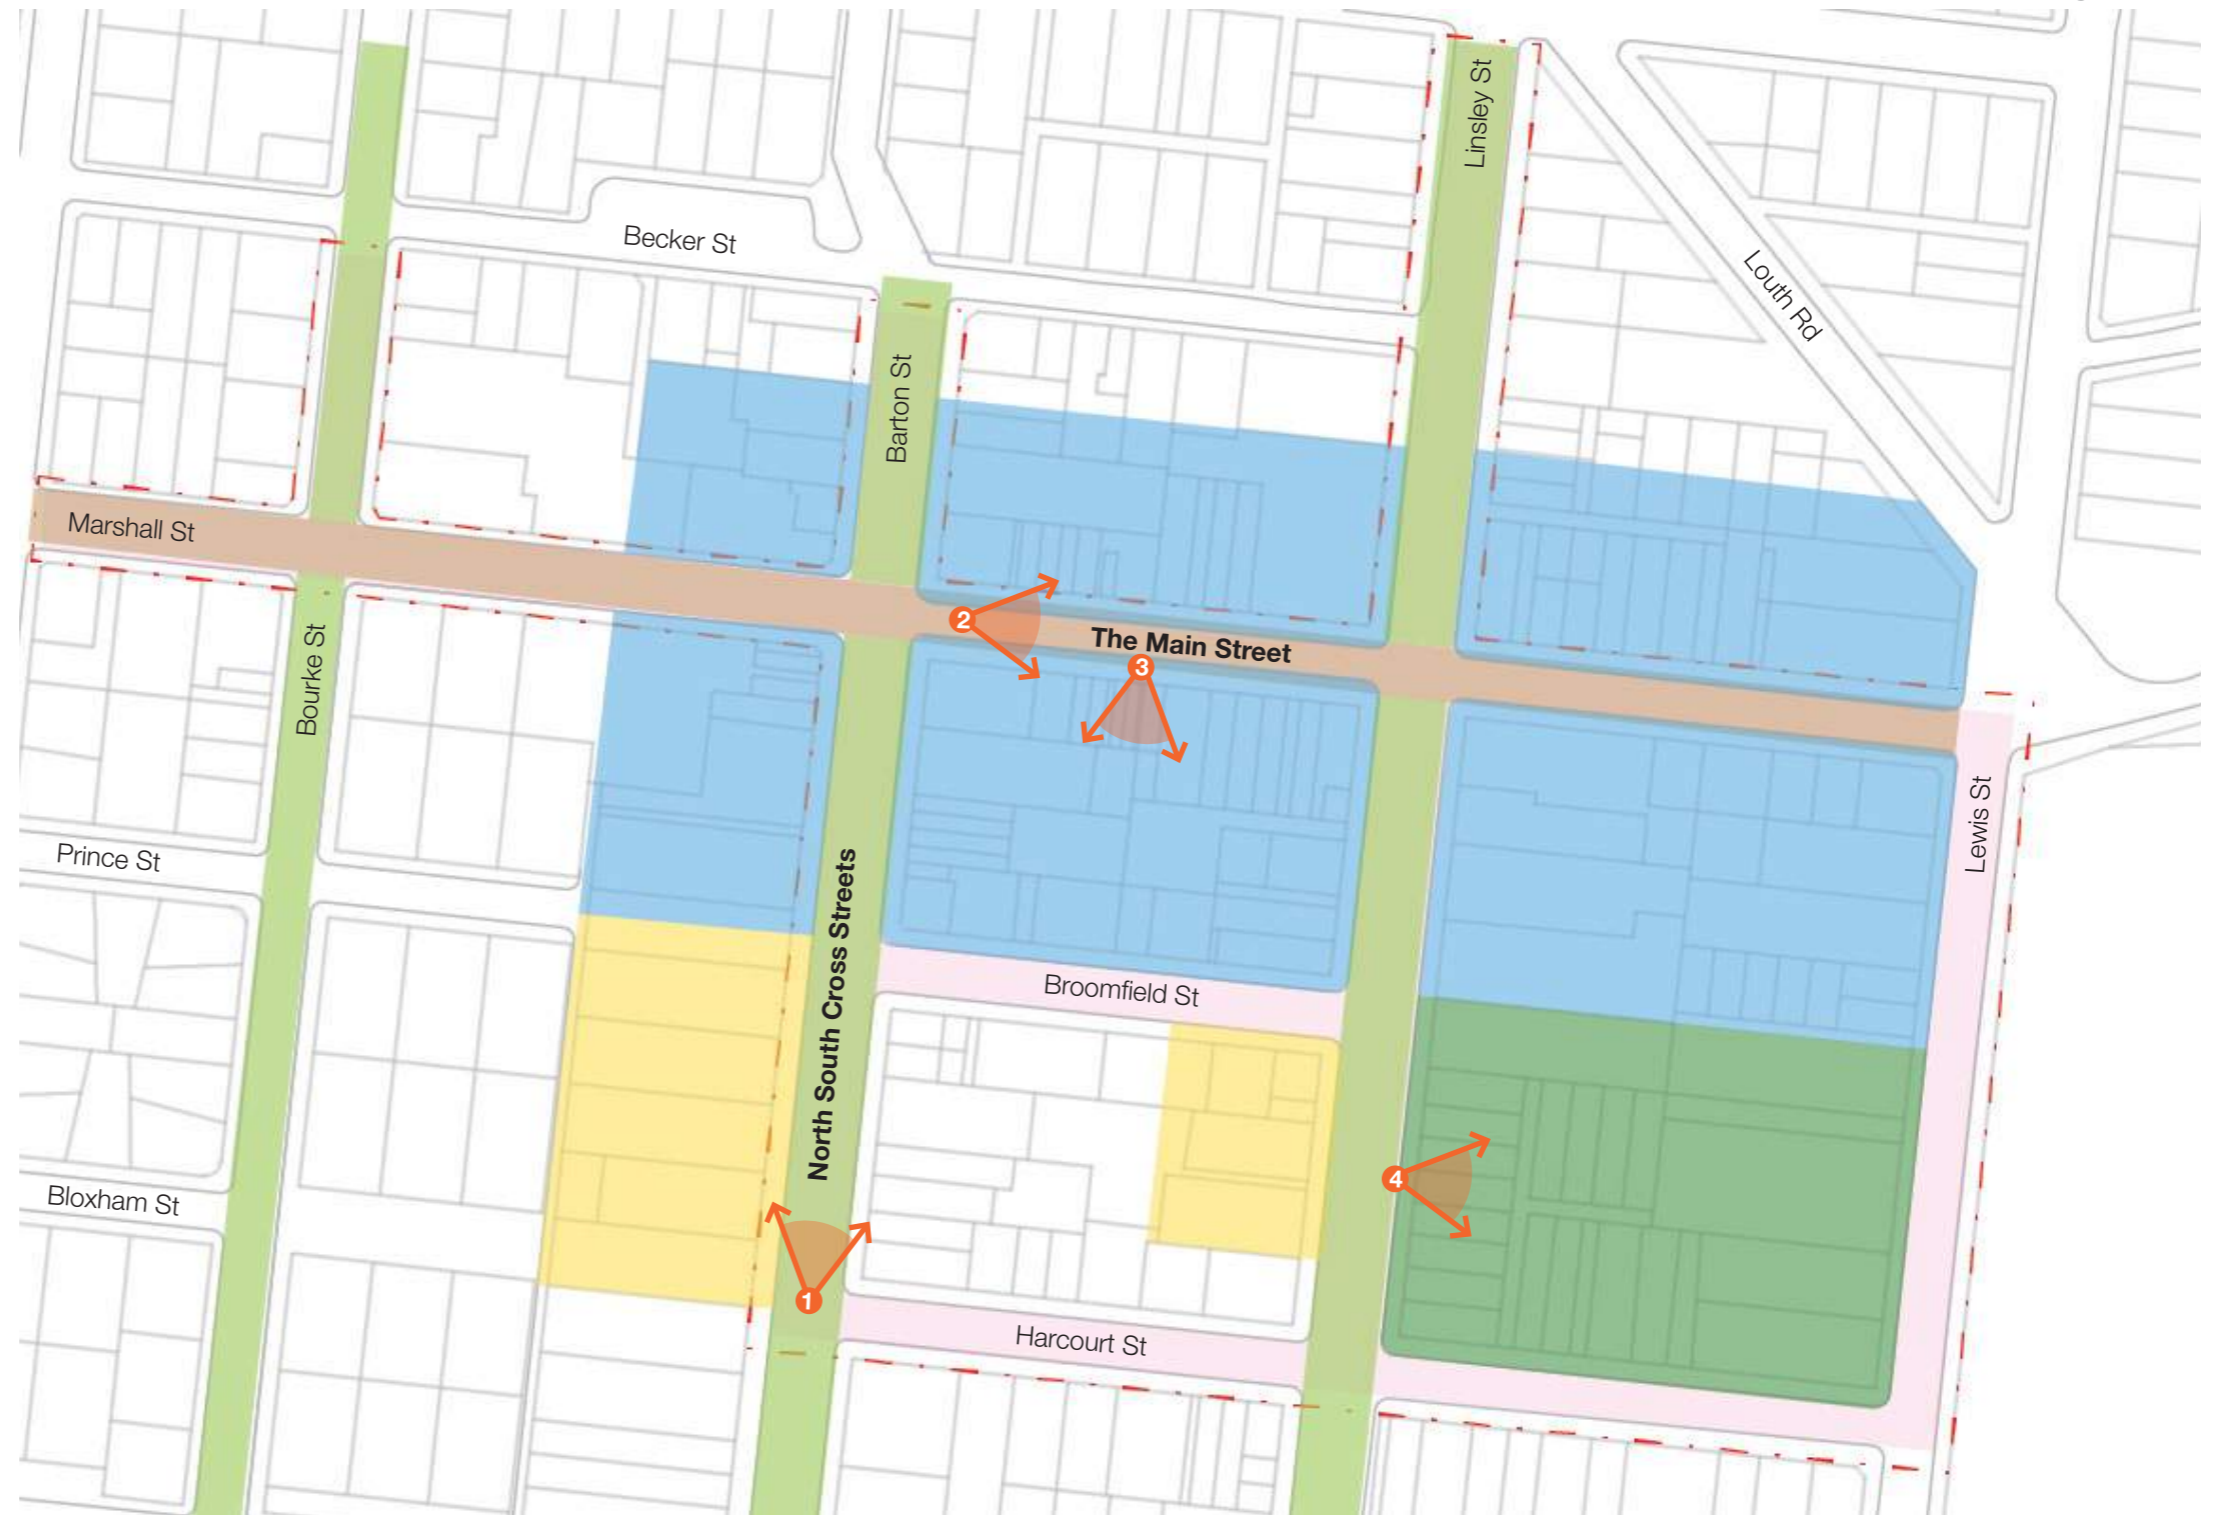 Linsley St
Becker St
Louth Rd
Barton St
Marshall St
2
The Main Street
3
Bourke St
Lewis St
Prince St
North South Cross Streets
Broomfield St
4
Bloxham St
1
Harcourt St